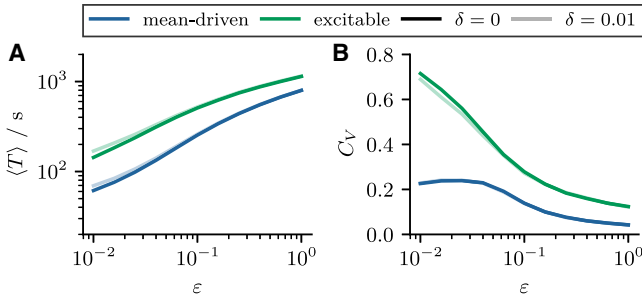 mean-driven excitable δ = 0 δ = 0.01
A
⟨T⟩ / s
10³
10²
10⁻² 10⁻¹ 10⁰
ε
B
C_V
0.8
0.6
0.4
0.2
0.0
10⁻² 10⁻¹ 10⁰
ε